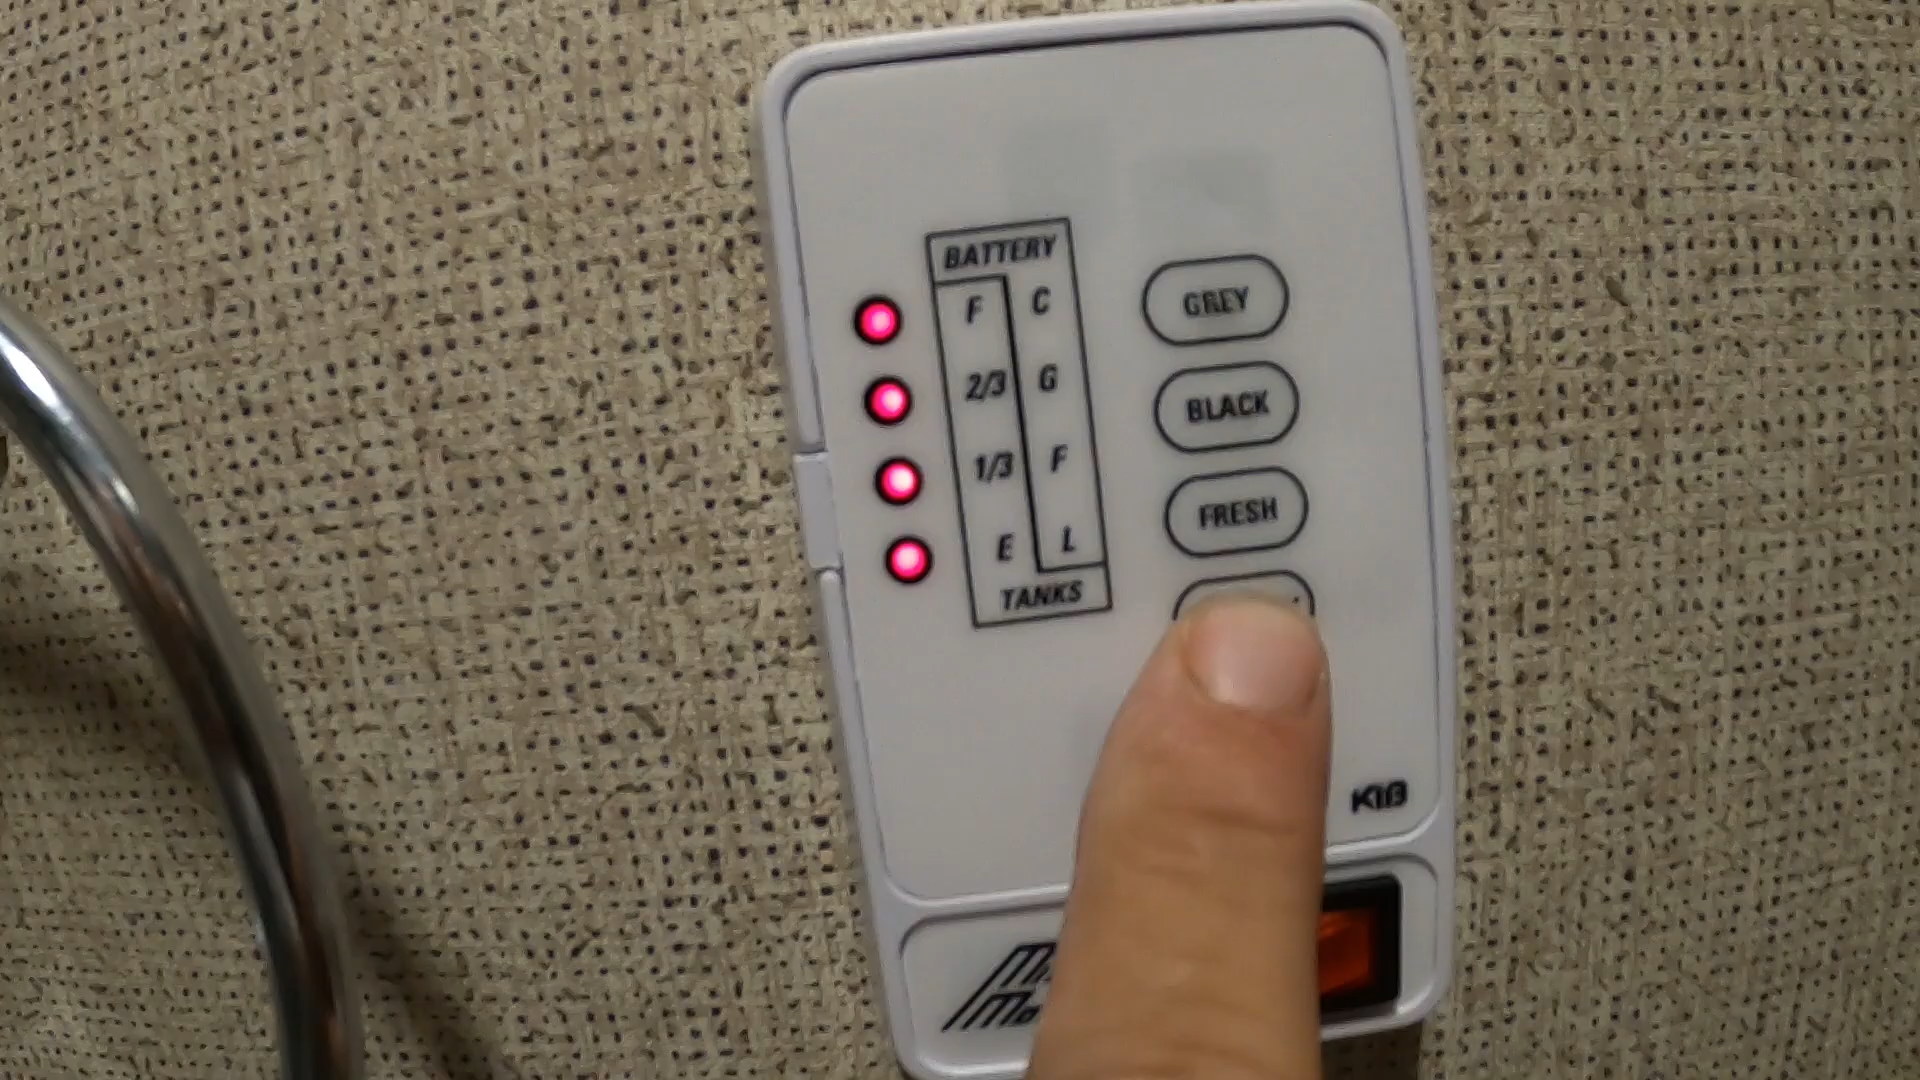 BATTERY
F C
2/3 G
1/3 F
E L
TANKS
GREY
BLACK
FRESH
KIB